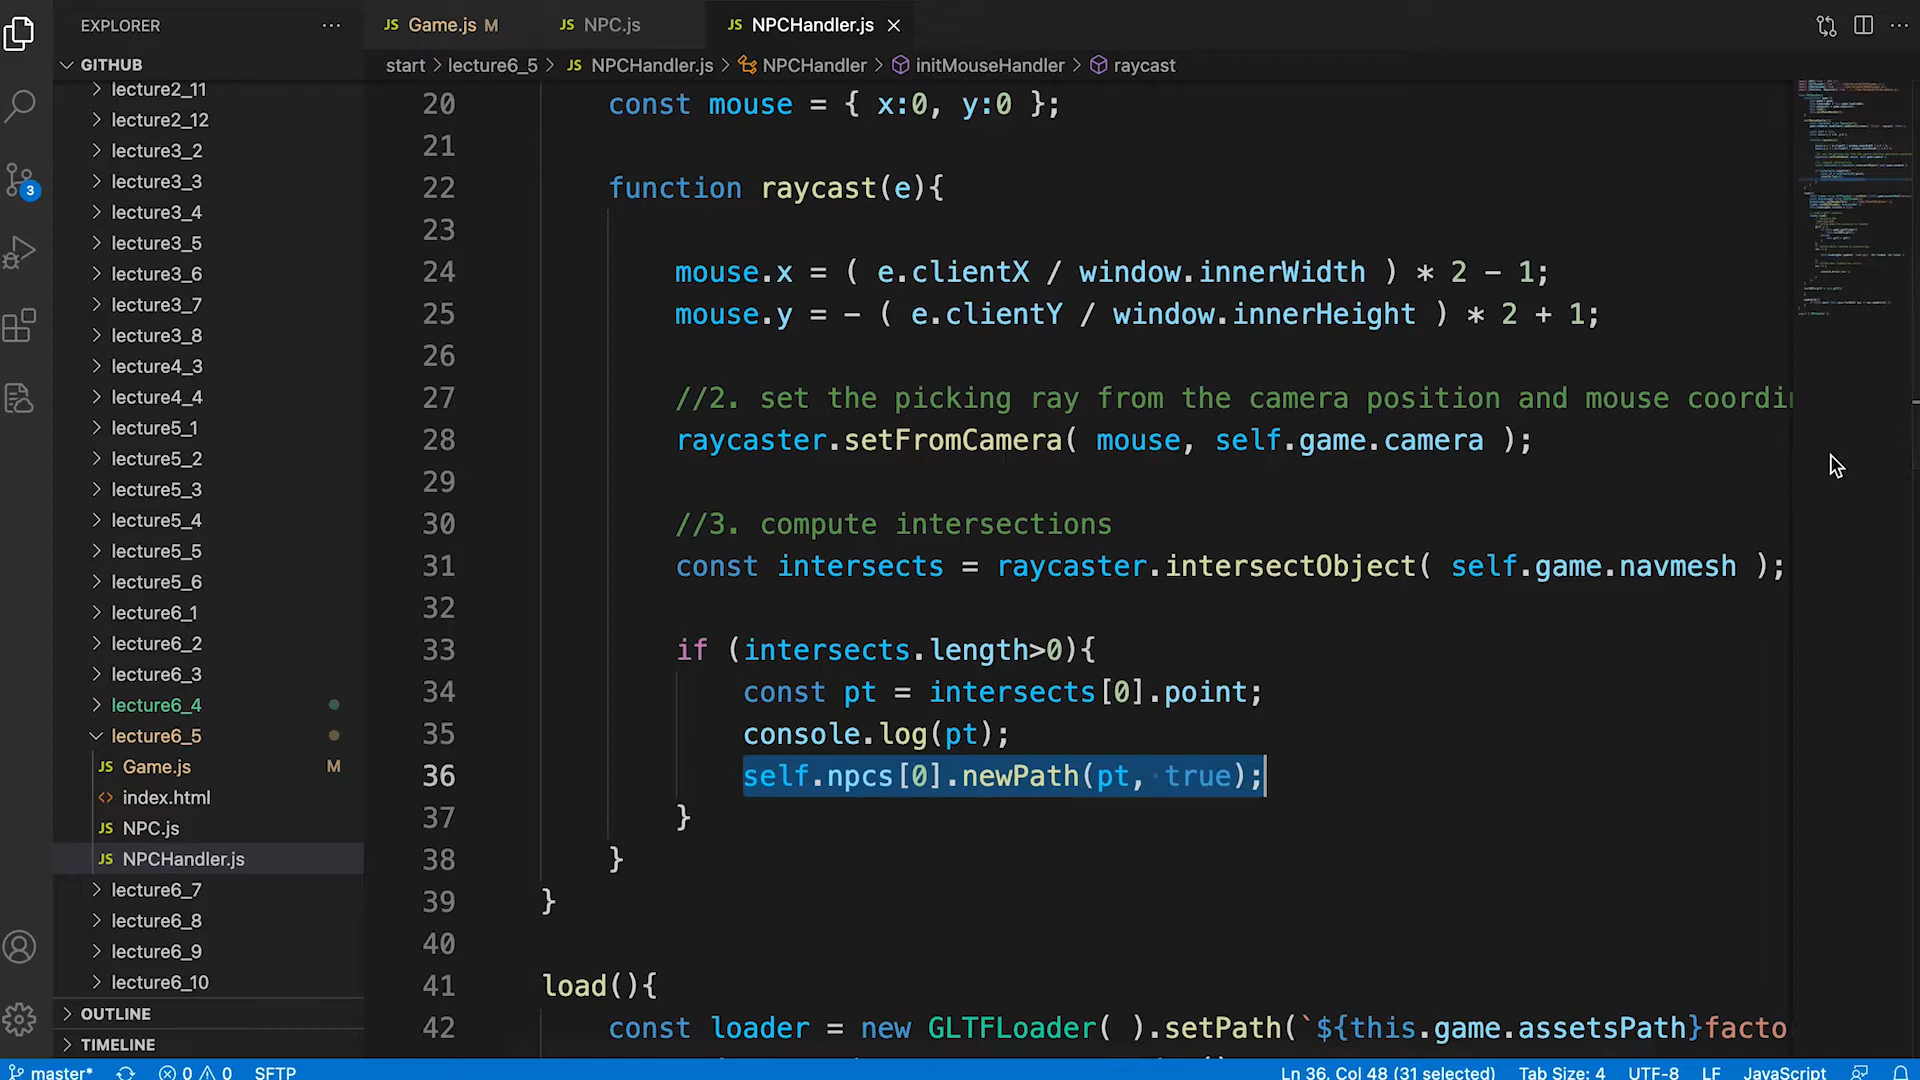 EXPLORER
GITHUB
lecture2_11
lecture2_12
lecture3_2
lecture3_3
lecture3_4
lecture3_5
lecture3_6
lecture3_7
lecture3_8
lecture4_3
lecture4_4
lecture5_1
lecture5_2
lecture5_3
lecture5_4
lecture5_5
lecture5_6
lecture6_1
lecture6_2
lecture6_3
lecture6_4
lecture6_5
JS Game.js M
<> index.html
JS NPC.js
JS NPCHandler.js
lecture6_7
lecture6_8
lecture6_9
lecture6_10
OUTLINE
TIMELINE
3
JS Game.js M JS NPC.js JS NPCHandler.js
start > lecture6_5 > JS NPCHandler.js > NPCHandler > initMouseHandler > raycast
20 const mouse = { x:0, y:0 };
21
22 function raycast(e){
23
24 mouse.x = ( e.clientX / window.innerWidth ) * 2 - 1;
25 mouse.y = - ( e.clientY / window.innerHeight ) * 2 + 1;
26
27 //2. set the picking ray from the camera position and mouse coordi
28 raycaster.setFromCamera( mouse, self.game.camera );
29
30 //3. compute intersections
31 const intersects = raycaster.intersectObject( self.game.navmesh );
32
33 if (intersects.length>0){
34 const pt = intersects[0].point;
35 console.log(pt);
36 self.npcs[0].newPath(pt, true);
37 }
38 }
39 }
40
41 load(){
42 const loader = new GLTFLoader( ).setPath(`${this.game.assetsPath}facto
master* 0 0 SFTP Ln 36, Col 48 (31 selected) Tab Size: 4 UTF-8 LF JavaScript